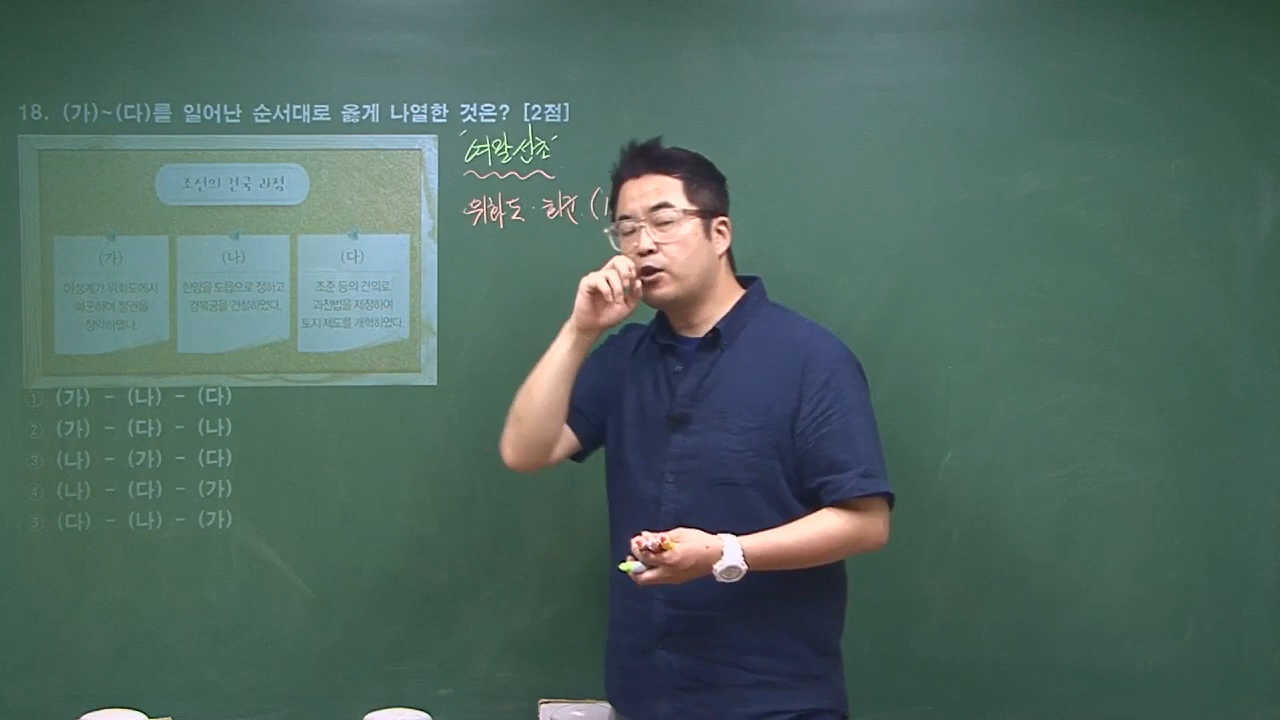 18. (가)~(다)를 일어난 순서대로 옳게 나열한 것은? [2점]
'여말선초'
위화도 회군 (1
조선의 건국 과정
(가)
이성계가 위화도에서
회군하여 정권을
장악하였다.
(나)
한양을 도읍으로 정하고
경복궁을 건설하였다.
(다)
조준 등의 건의로
과전법을 제정하여
토지 제도를 개혁하였다.
① (가) - (나) - (다)
② (가) - (다) - (나)
③ (나) - (가) - (다)
④ (나) - (다) - (가)
⑤ (다) - (나) - (가)